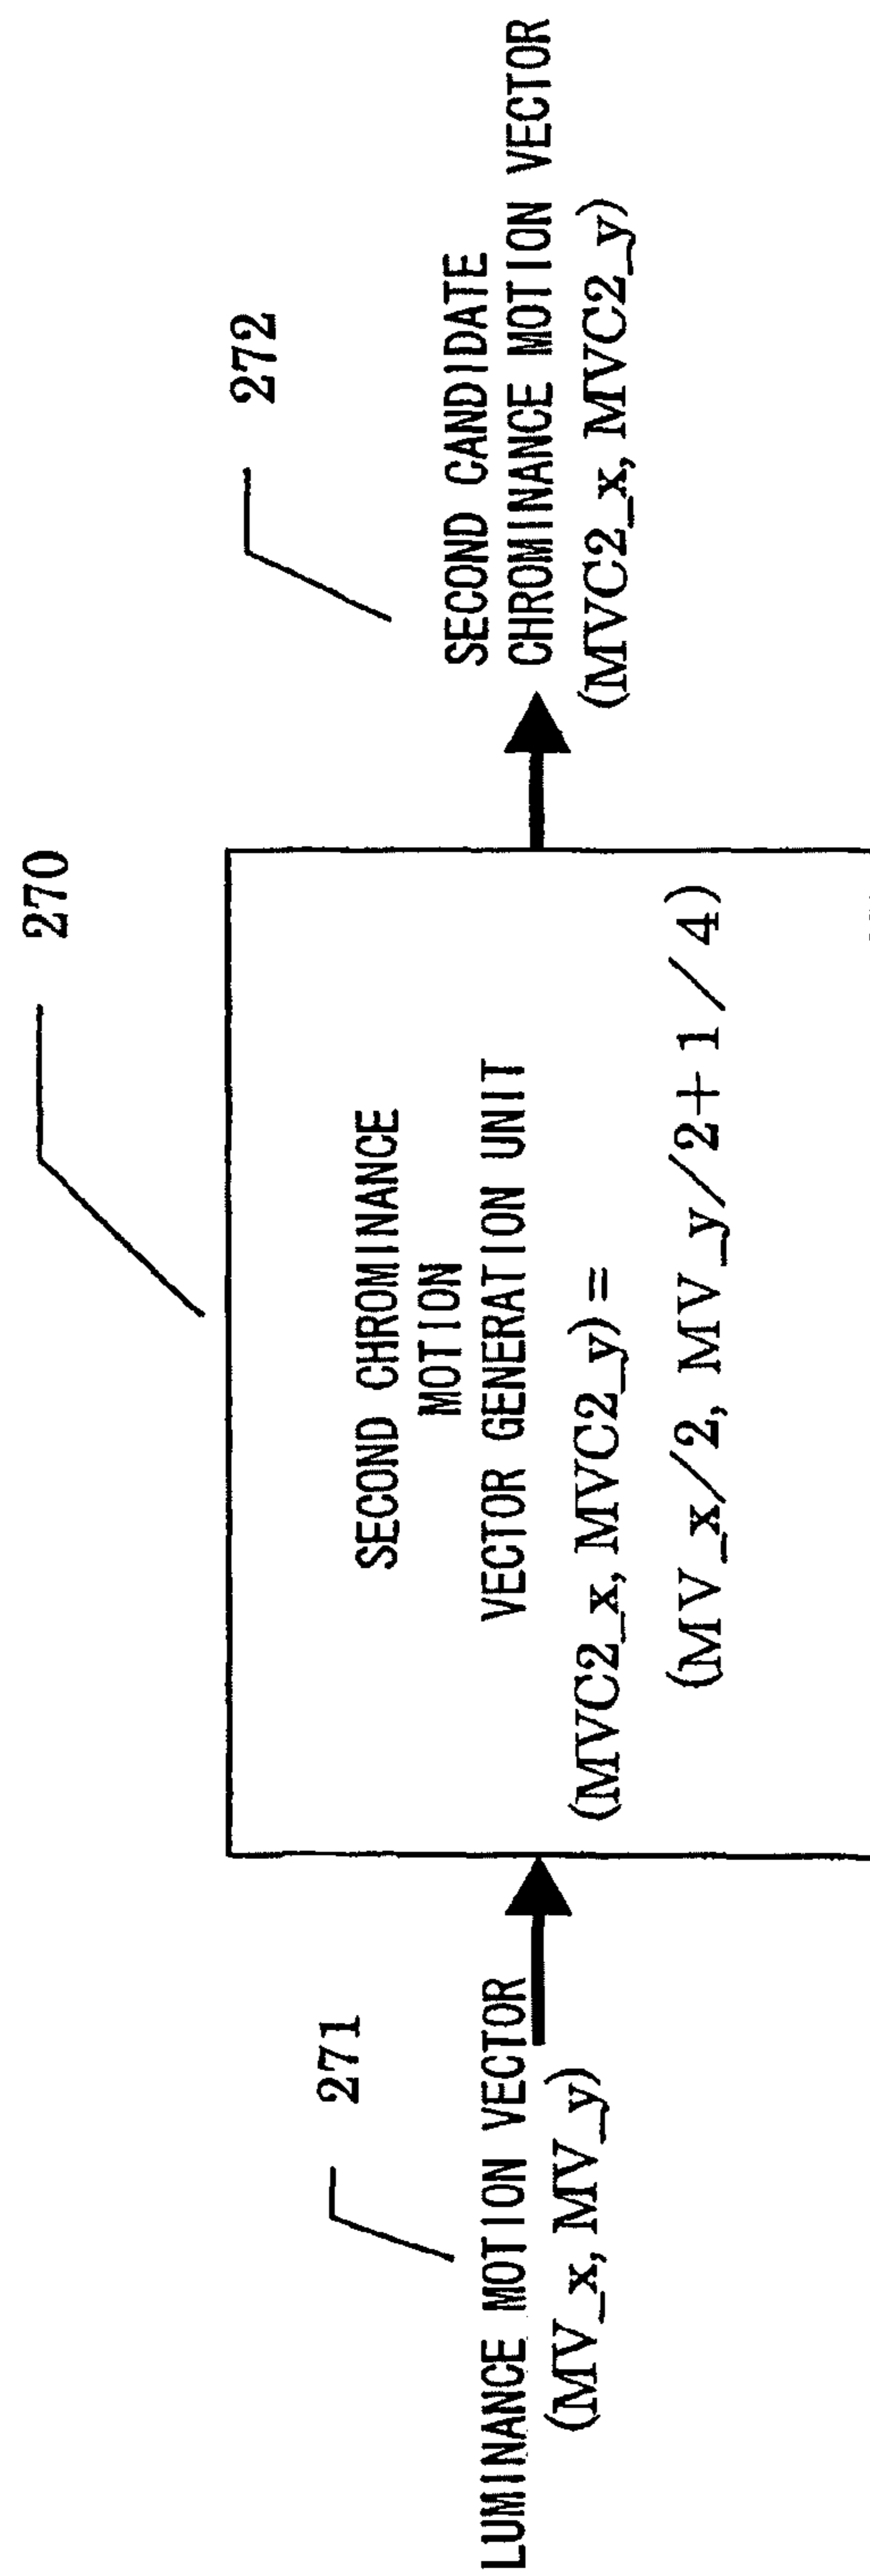 270
272
271
SECOND CHROMINANCE
MOTION
VECTOR GENERATION UNIT
(MVC2_x, MVC2_y) =
(MV_x/2, MV_y/2+1/4)
LUMINANCE MOTION VECTOR
(MV_x, MV_y)
SECOND CANDIDATE
CHROMINANCE MOTION VECTOR
(MVC2_x, MVC2_y)